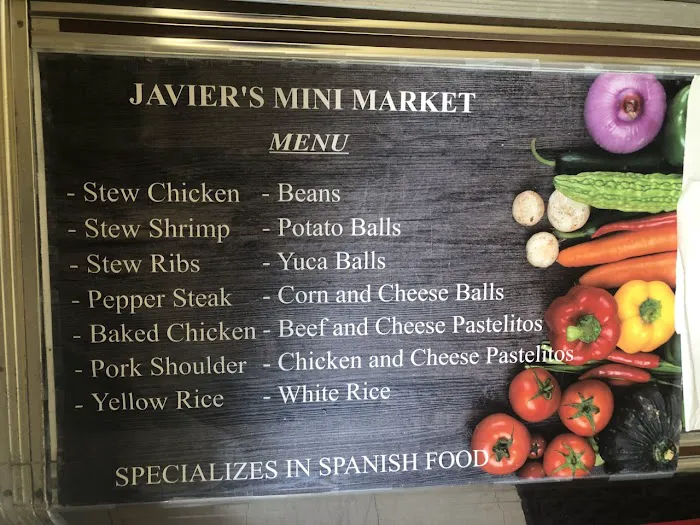 JAVIER'S MINI MARKET
MENU
- Stew Chicken
- Stew Shrimp
- Stew Ribs
- Pepper Steak
- Baked Chicken
- Pork Shoulder
- Yellow Rice
- Beans
- Potato Balls
- Yuca Balls
- Corn and Cheese Balls
- Beef and Cheese Pastelitos
- Chicken and Cheese Pastelitos
- White Rice
SPECIALIZES IN SPANISH FOOD